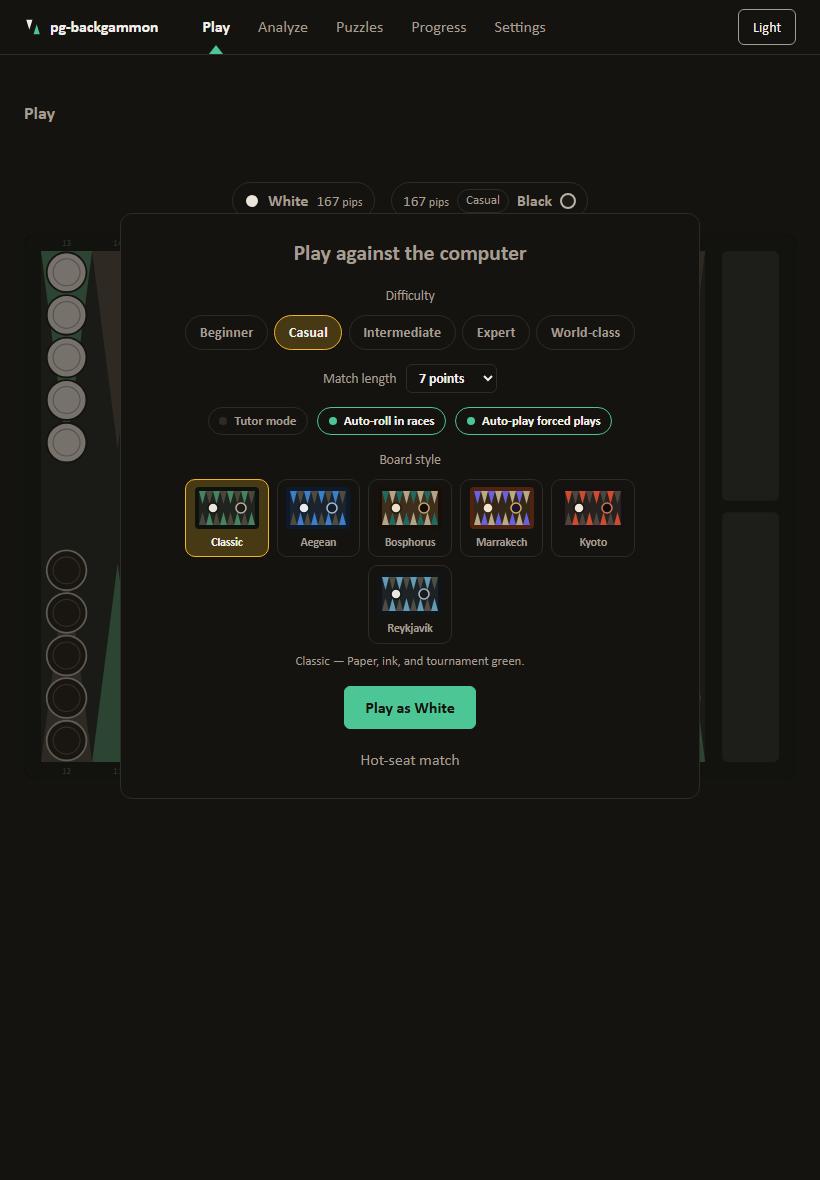 pg-backgammon Play Analyze Puzzles Progress Settings Light
Play
White 167 pips 167 pips Casual Black
13
Play against the computer
Difficulty
Beginner Casual Intermediate Expert World-class
Match length 7 points
Tutor mode Auto-roll in races Auto-play forced plays
Board style
Classic Aegean Bosphorus Marrakech Kyoto
Reykjavík
Classic — Paper, ink, and tournament green.
Play as White
Hot-seat match
12